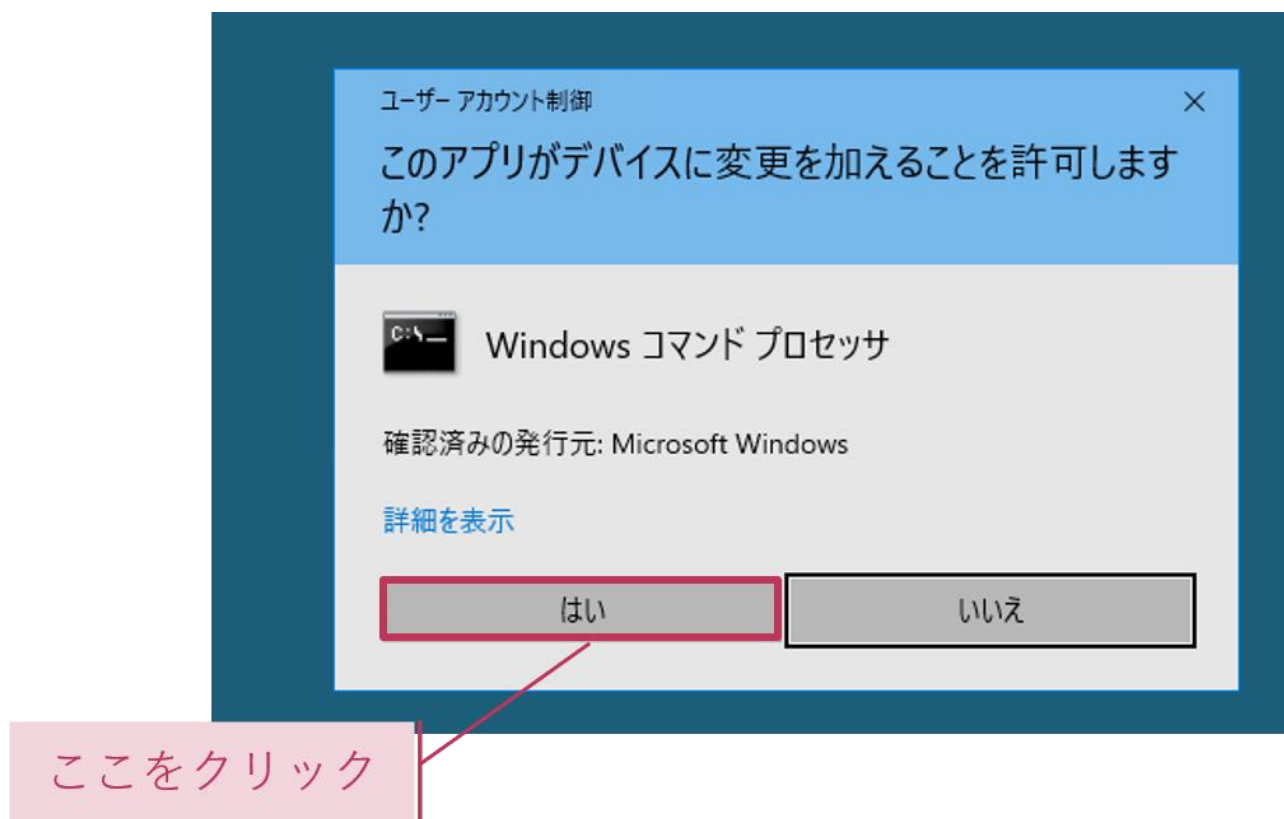 ユーザー アカウント制御
このアプリがデバイスに変更を加えることを許可します
か?
C:\_
Windows コマンド プロセッサ
確認済みの発行元: Microsoft Windows
詳細を表示
はい
いいえ
ここをクリック